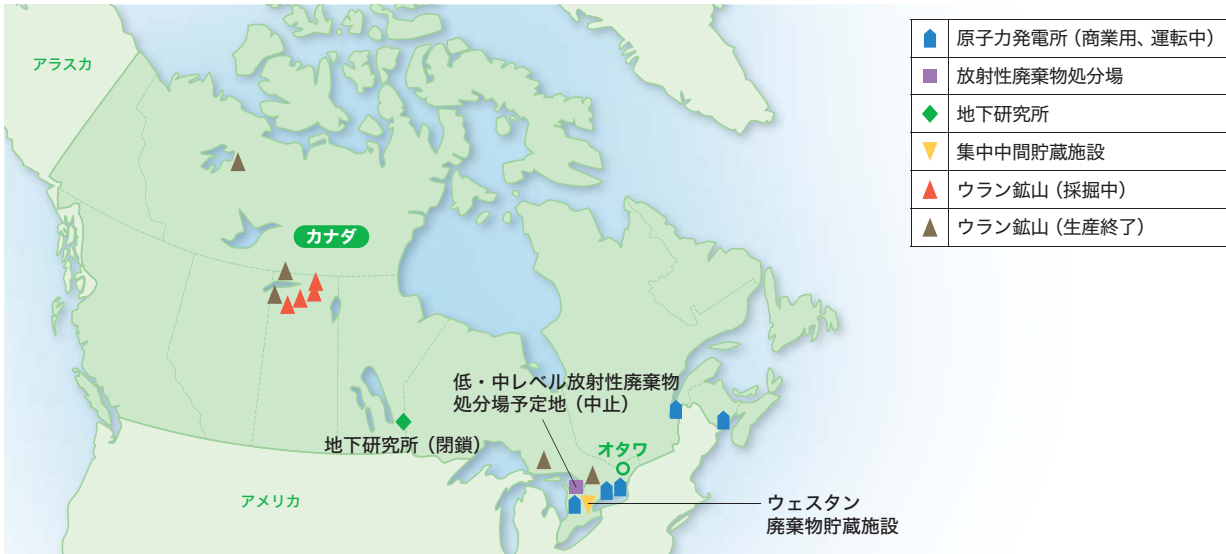 アラスカ
カナダ
低・中レベル放射性廃棄物
処分場予定地（中止）
地下研究所（閉鎖）
オタワ
アメリカ
ウェスタン
廃棄物貯蔵施設
原子力発電所（商業用、運転中）
放射性廃棄物処分場
地下研究所
集中中間貯蔵施設
ウラン鉱山（採掘中）
ウラン鉱山（生産終了）